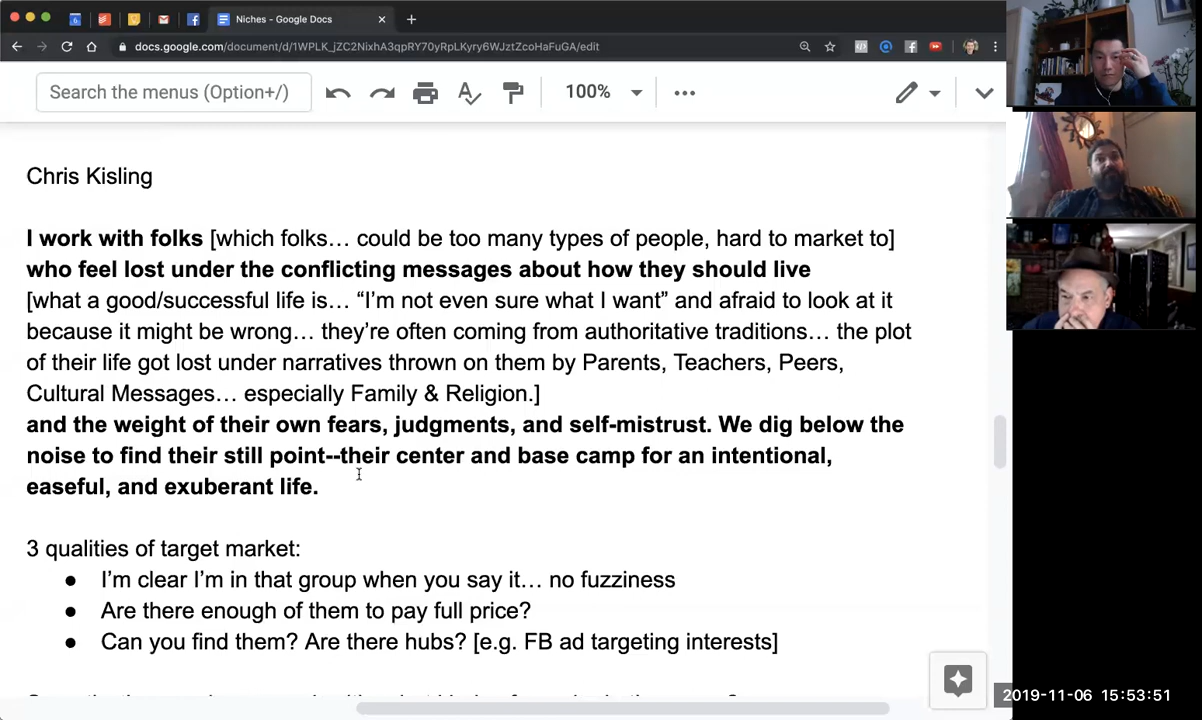 Niches - Google Docs
docs.google.com/document/d/1WPLK_jZC2NixhA3qpRY70yRpLKyry6WJztZcoHaFuGA/edit
Search the menus (Option+/)
100%
Chris Kisling
I work with folks [which folks… could be too many types of people, hard to market to]
who feel lost under the conflicting messages about how they should live
[what a good/successful life is… “I’m not even sure what I want” and afraid to look at it
because it might be wrong… they’re often coming from authoritative traditions… the plot
of their life got lost under narratives thrown on them by Parents, Teachers, Peers,
Cultural Messages… especially Family & Religion.]
and the weight of their own fears, judgments, and self-mistrust. We dig below the
noise to find their still point--their center and base camp for an intentional,
easeful, and exuberant life.
3 qualities of target market:
● I’m clear I’m in that group when you say it… no fuzziness
● Are there enough of them to pay full price?
● Can you find them? Are there hubs? [e.g. FB ad targeting interests]
2019-11-06 15:53:51